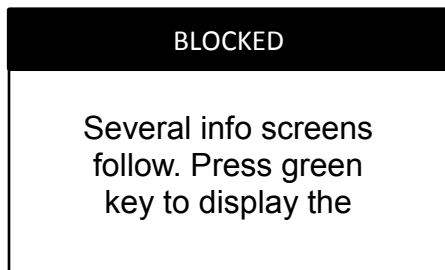 BLOCKED
Several info screens
follow. Press green
key to display the